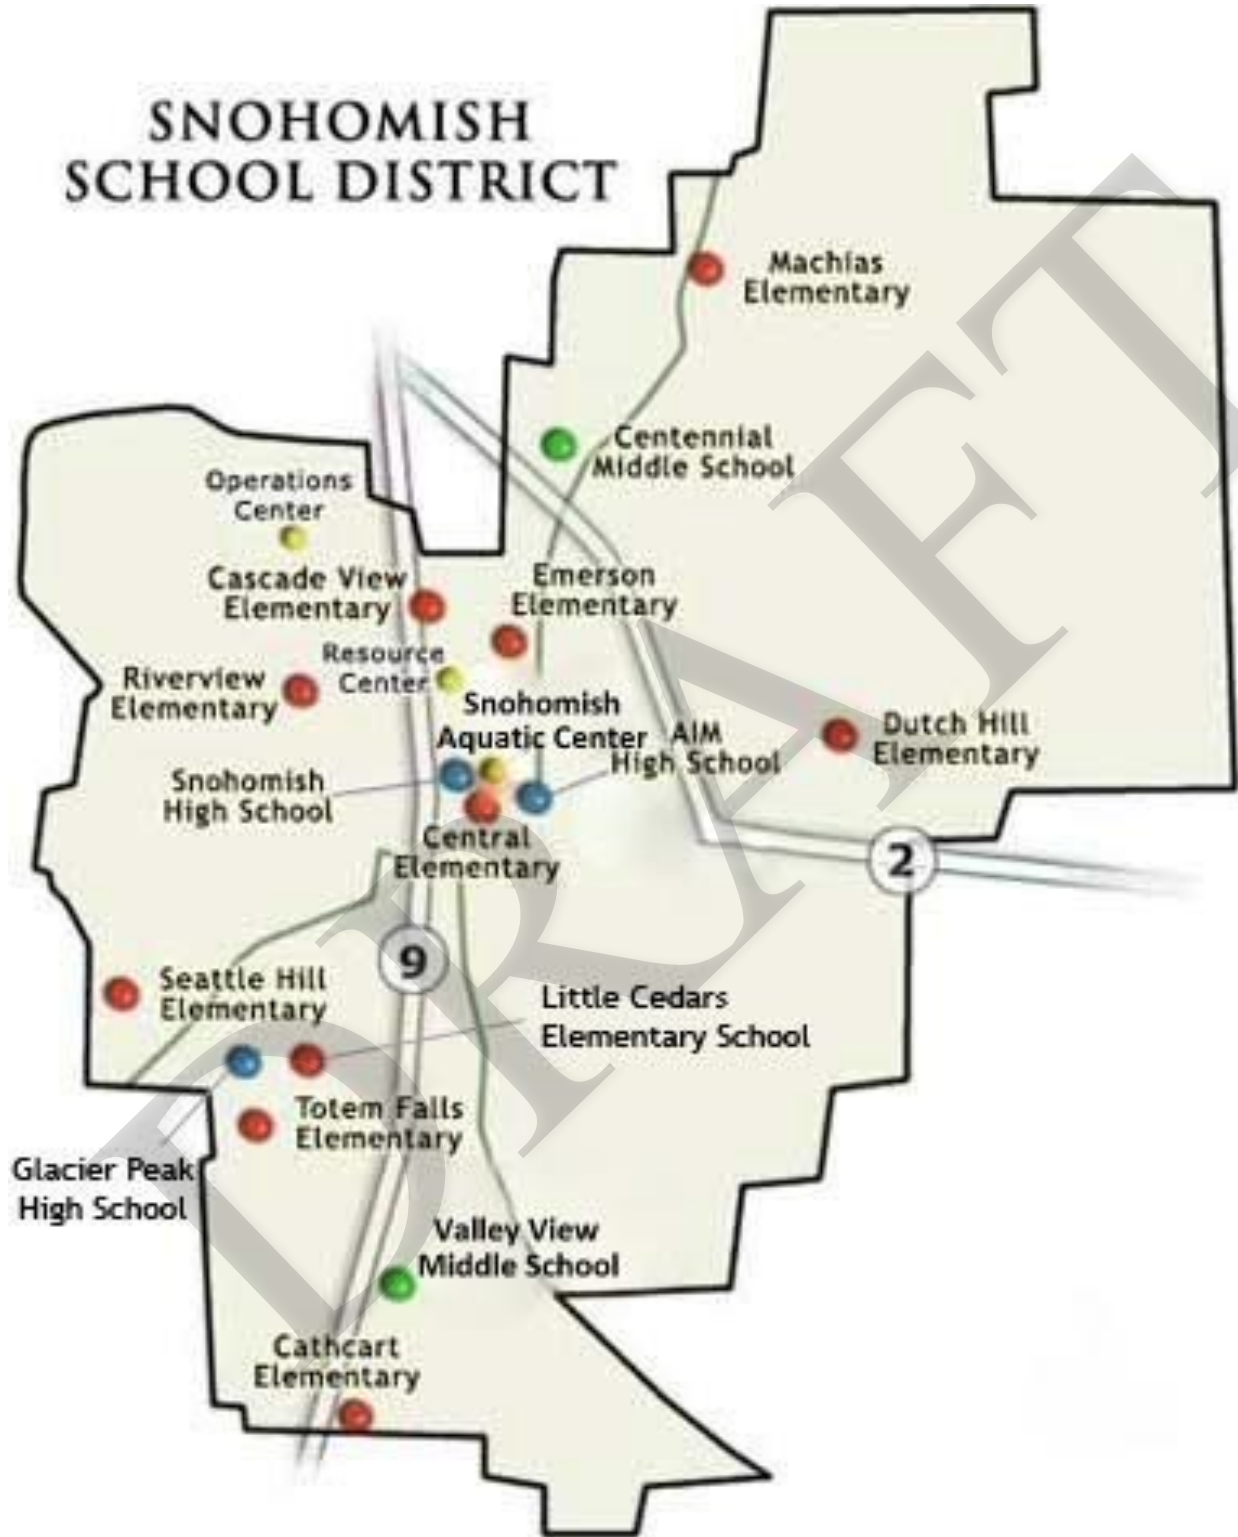 SNOHOMISH
SCHOOL DISTRICT
Machias
Elementary
Centennial
Middle School
Operations
Center
Cascade View
Elementary
Emerson
Elementary
Resource
Center
Riverview
Elementary
Snohomish
Aquatic Center
AIM
High School
Dutch Hill
Elementary
Snohomish
High School
Central
Elementary
2
9
Seattle Hill
Elementary
Little Cedars
Elementary School
Totem Falls
Elementary
Glacier Peak
High School
Valley View
Middle School
Cathcart
Elementary
DRAFT